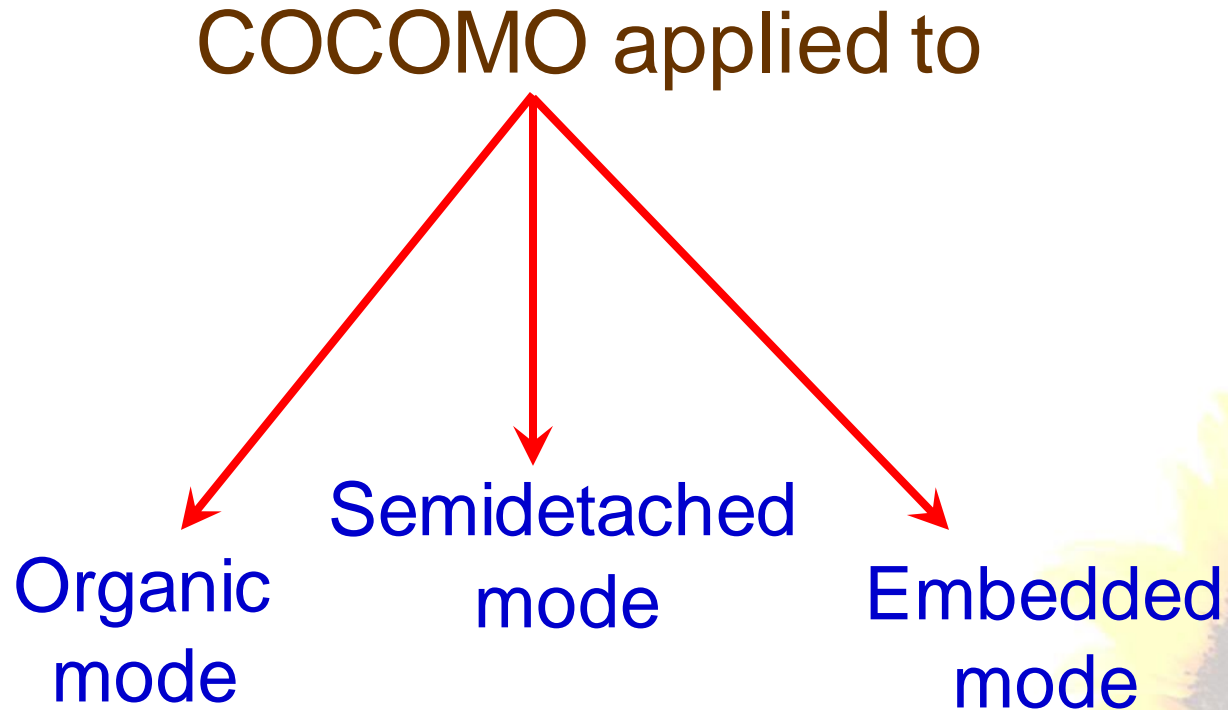 COCOMO applied to
Organic
mode
Semidetached
mode
Embedded
mode